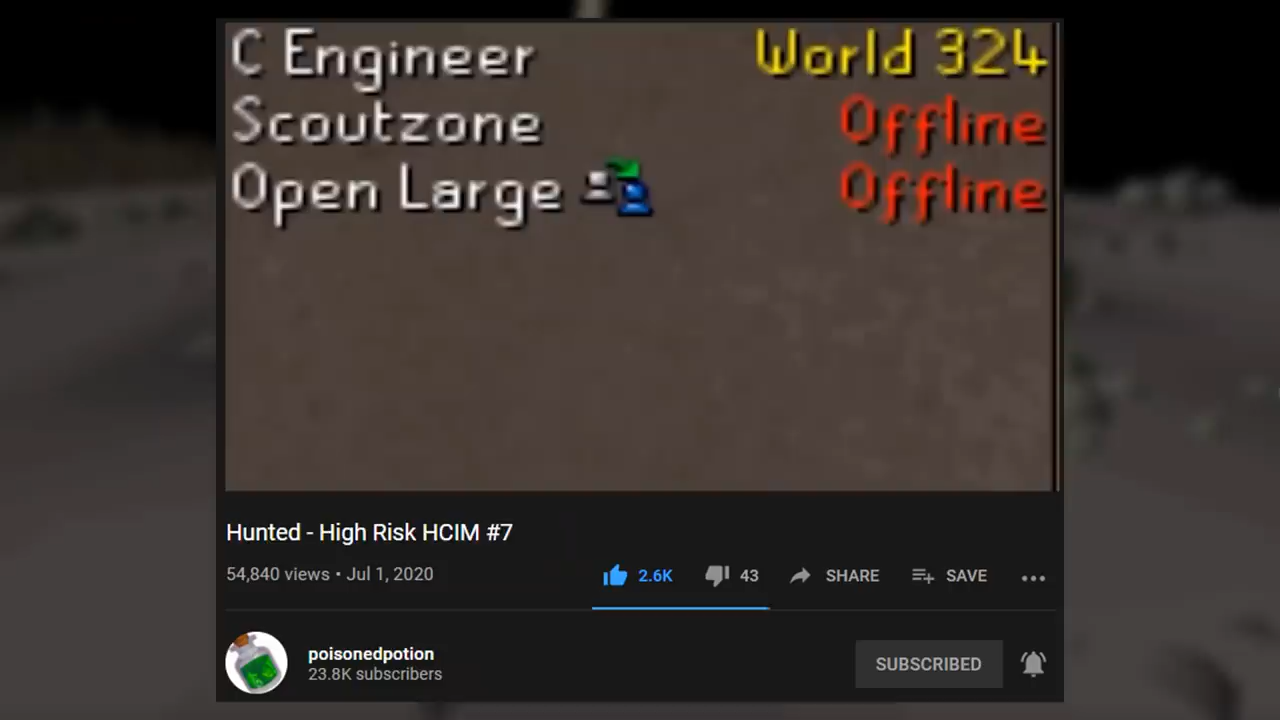 C Engineer World 324
Scoutzone Offline
Open Large Offline
Hunted - High Risk HCIM #7
54,840 views • Jul 1, 2020 2.6K 43 SHARE SAVE
poisonedpotion
23.8K subscribers SUBSCRIBED